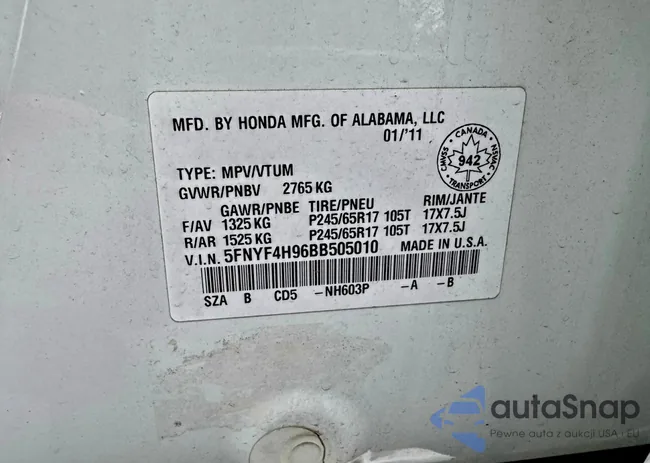 MFD. BY HONDA MFG. OF ALABAMA, LLC
01/'11
CANADA
CMVSS 942 NSVAC
TRANSPORT
TYPE: MPV/VTUM
GVWR/PNBV 2765 KG
GAWR/PNBE TIRE/PNEU RIM/JANTE
F/AV 1325 KG P245/65R17 105T 17X7.5J
R/AR 1525 KG P245/65R17 105T 17X7.5J
V.I.N. 5FNYF4H96BB505010 MADE IN U.S.A.
SZA B CD5 -NH603P -A -B
autaSnap
Pewne auta z aukcji USA i EU